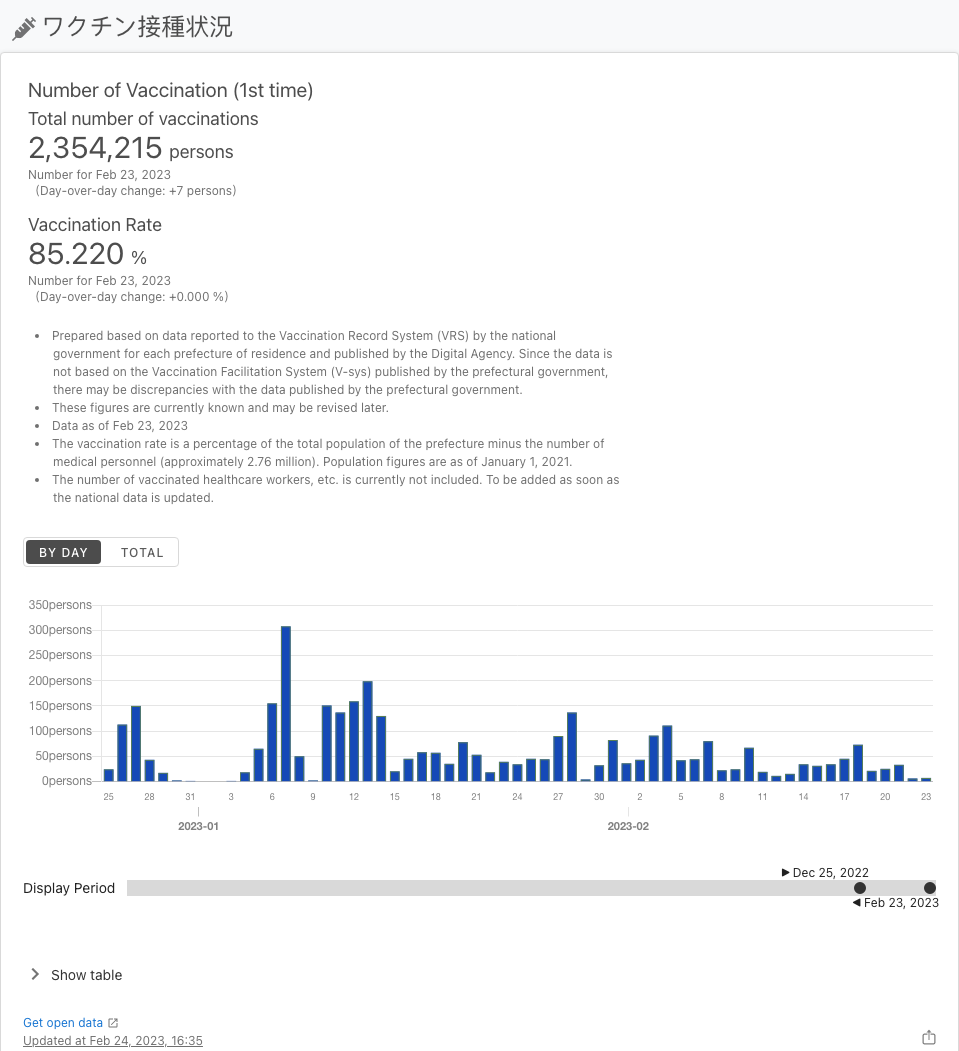 ワクチン接種状況
Number of Vaccination (1st time)
Total number of vaccinations
2,354,215 persons
Number for Feb 23, 2023
(Day-over-day change: +7 persons)
Vaccination Rate
85.220 %
Number for Feb 23, 2023
(Day-over-day change: +0.000 %)
• Prepared based on data reported to the Vaccination Record System (VRS) by the national
government for each prefecture of residence and published by the Digital Agency. Since the data is
not based on the Vaccination Facilitation System (V-sys) published by the prefectural government,
there may be discrepancies with the data published by the prefectural government.
• These figures are currently known and may be revised later.
• Data as of Feb 23, 2023
• The vaccination rate is a percentage of the total population of the prefecture minus the number of
medical personnel (approximately 2.76 million). Population figures are as of January 1, 2021.
• The number of vaccinated healthcare workers, etc. is currently not included. To be added as soon as
the national data is updated.
BY DAY TOTAL
350persons
300persons
250persons
200persons
150persons
100persons
50persons
0persons
25 28 31 3 6 9 12 15 18 21 24 27 30 2 5 8 11 14 17 20 23
2023-01 2023-02
Dec 25, 2022
Display Period
Feb 23, 2023
Show table
Get open data
Updated at Feb 24, 2023, 16:35